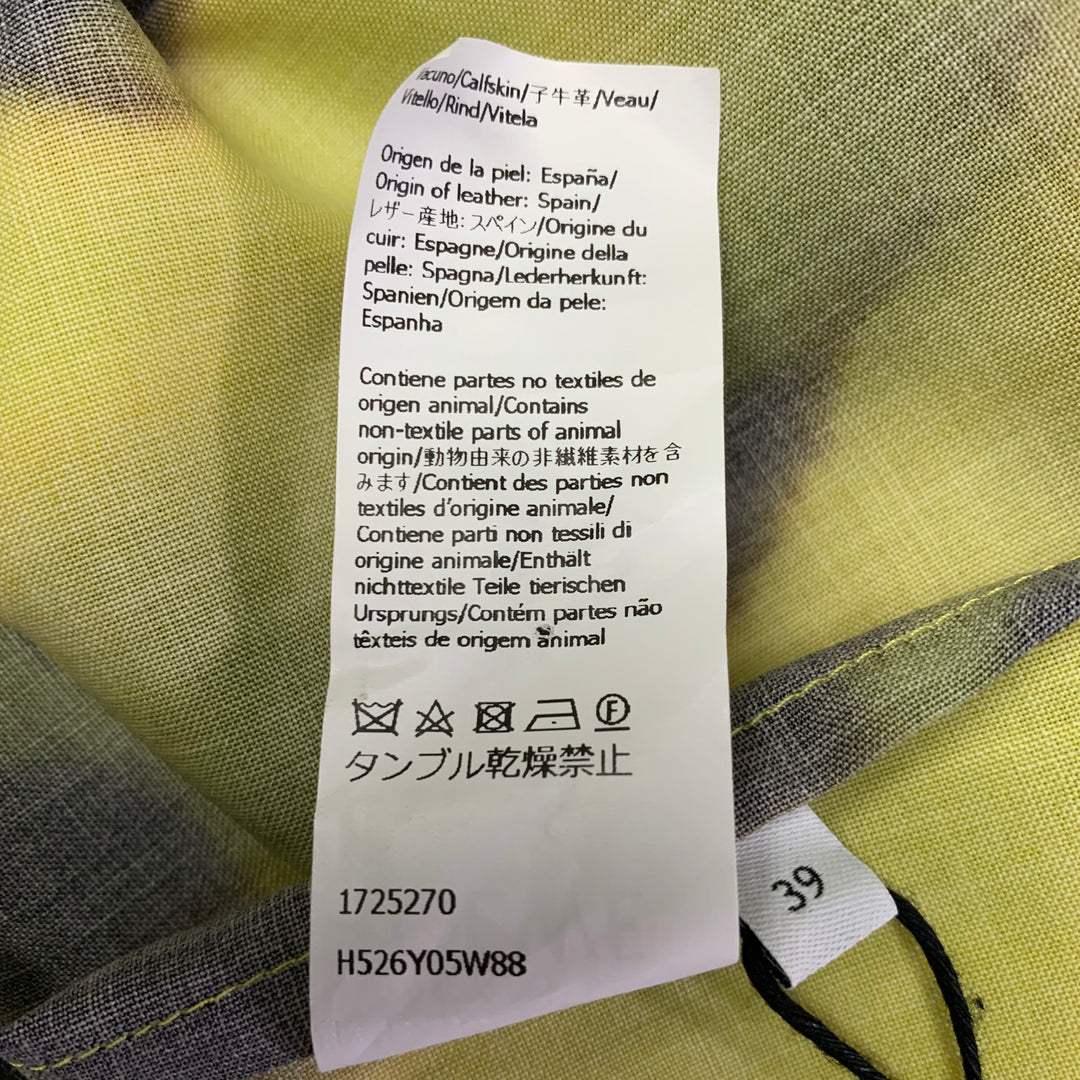 Vacuno/Calfskin/子牛革/Veau/
Vitello/Rind/Vitela
Origen de la piel: España/
Origin of leather: Spain/
レザー産地: スペイン/Origine du
cuir: Espagne/Origine della
pelle: Spagna/Lederherkunft:
Spanien/Origem da pele:
Espanha
Contiene partes no textiles de
origen animal/Contains
non-textile parts of animal
origin/動物由来の非繊維素材を含
みます/Contient des parties non
textiles d'origine animale/
Contiene parti non tessili di
origine animale/Enthält
nichttextile Teile tierischen
Ursprungs/Contém partes não
têxteis de origem animal
F
タンブル乾燥禁止
1725270
H526Y05W88
39